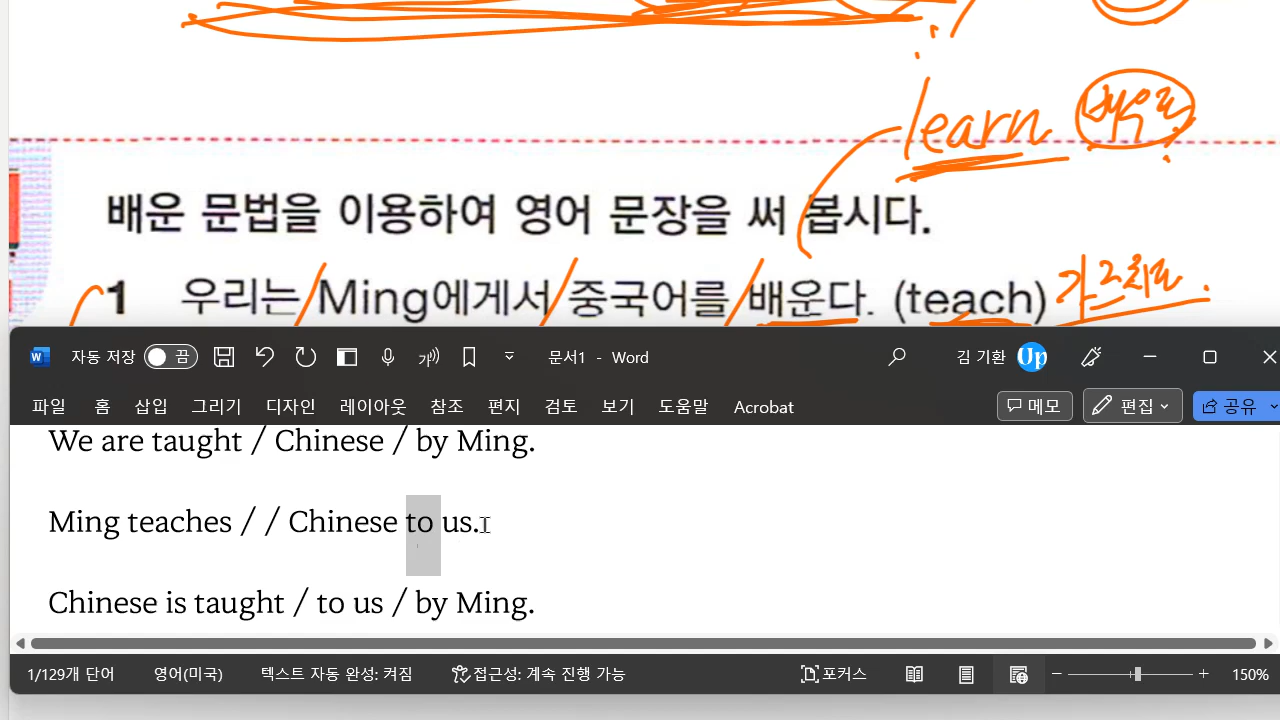 learn 배우다.
배운 문법을 이용하여 영어 문장을 써 봅시다.
1 우리는 / Ming에게서 / 중국어를 / 배운다. (teach) 가르치다.
자동 저장 끔 문서1 - Word 김 기환 Up
파일 홈 삽입 그리기 디자인 레이아웃 참조 편지 검토 보기 도움말 Acrobat 메모 편집 공유
We are taught / Chinese / by Ming.
Ming teaches / / Chinese to us.
Chinese is taught / to us / by Ming.
1/129개 단어 영어(미국) 텍스트 자동 완성: 켜짐 접근성: 계속 진행 가능 포커스 150%